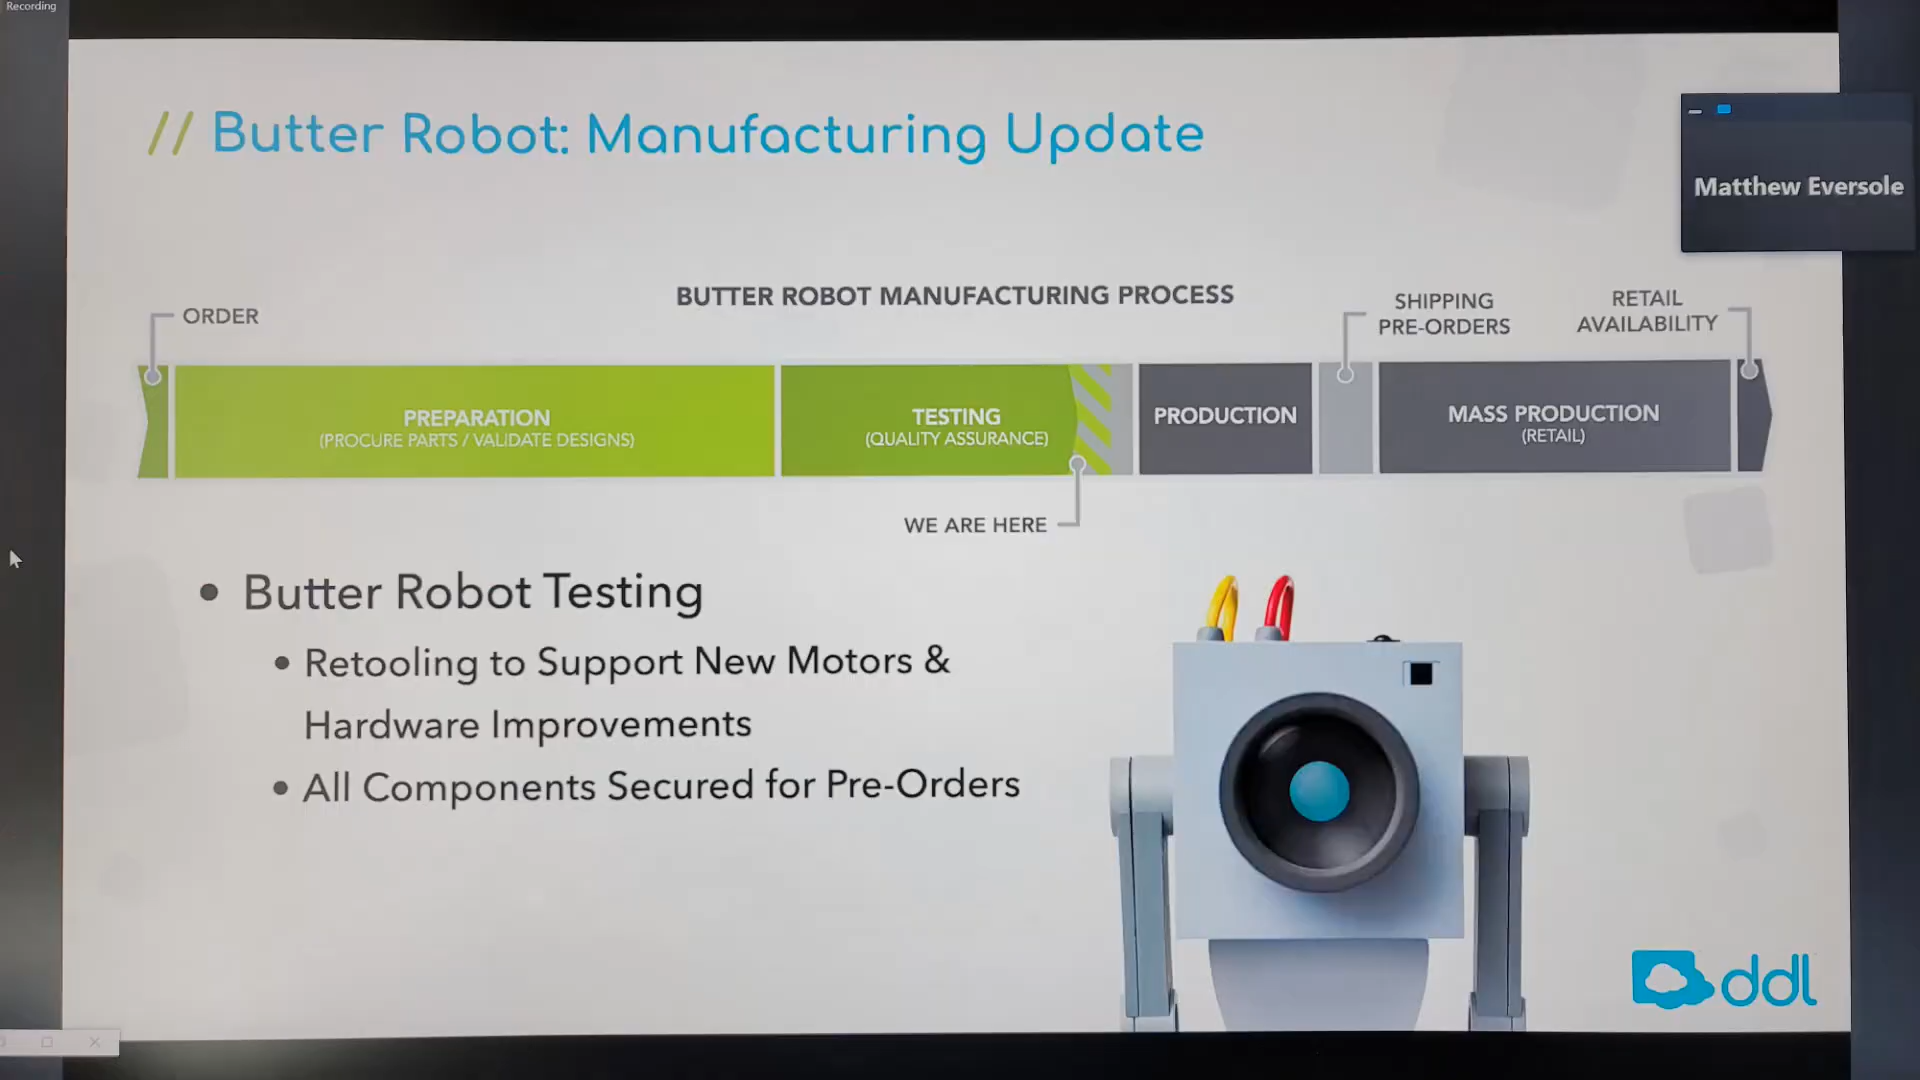 Recording
// Butter Robot: Manufacturing Update
Matthew Eversole
BUTTER ROBOT MANUFACTURING PROCESS
ORDER
SHIPPING
PRE-ORDERS
RETAIL
AVAILABILITY
PREPARATION
(PROCURE PARTS / VALIDATE DESIGNS)
TESTING
(QUALITY ASSURANCE)
PRODUCTION
MASS PRODUCTION
(RETAIL)
WE ARE HERE
• Butter Robot Testing
• Retooling to Support New Motors &
Hardware Improvements
• All Components Secured for Pre-Orders
ddl